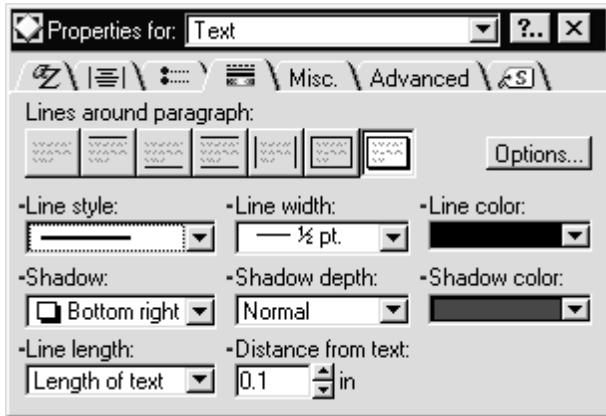 Properties for: Text ?..
Misc. Advanced S
Lines around paragraph:
Options...
-Line style: -Line width: -Line color:
½ pt.
-Shadow: -Shadow depth: -Shadow color:
Bottom right Normal
-Line length: -Distance from text:
Length of text 0.1 in